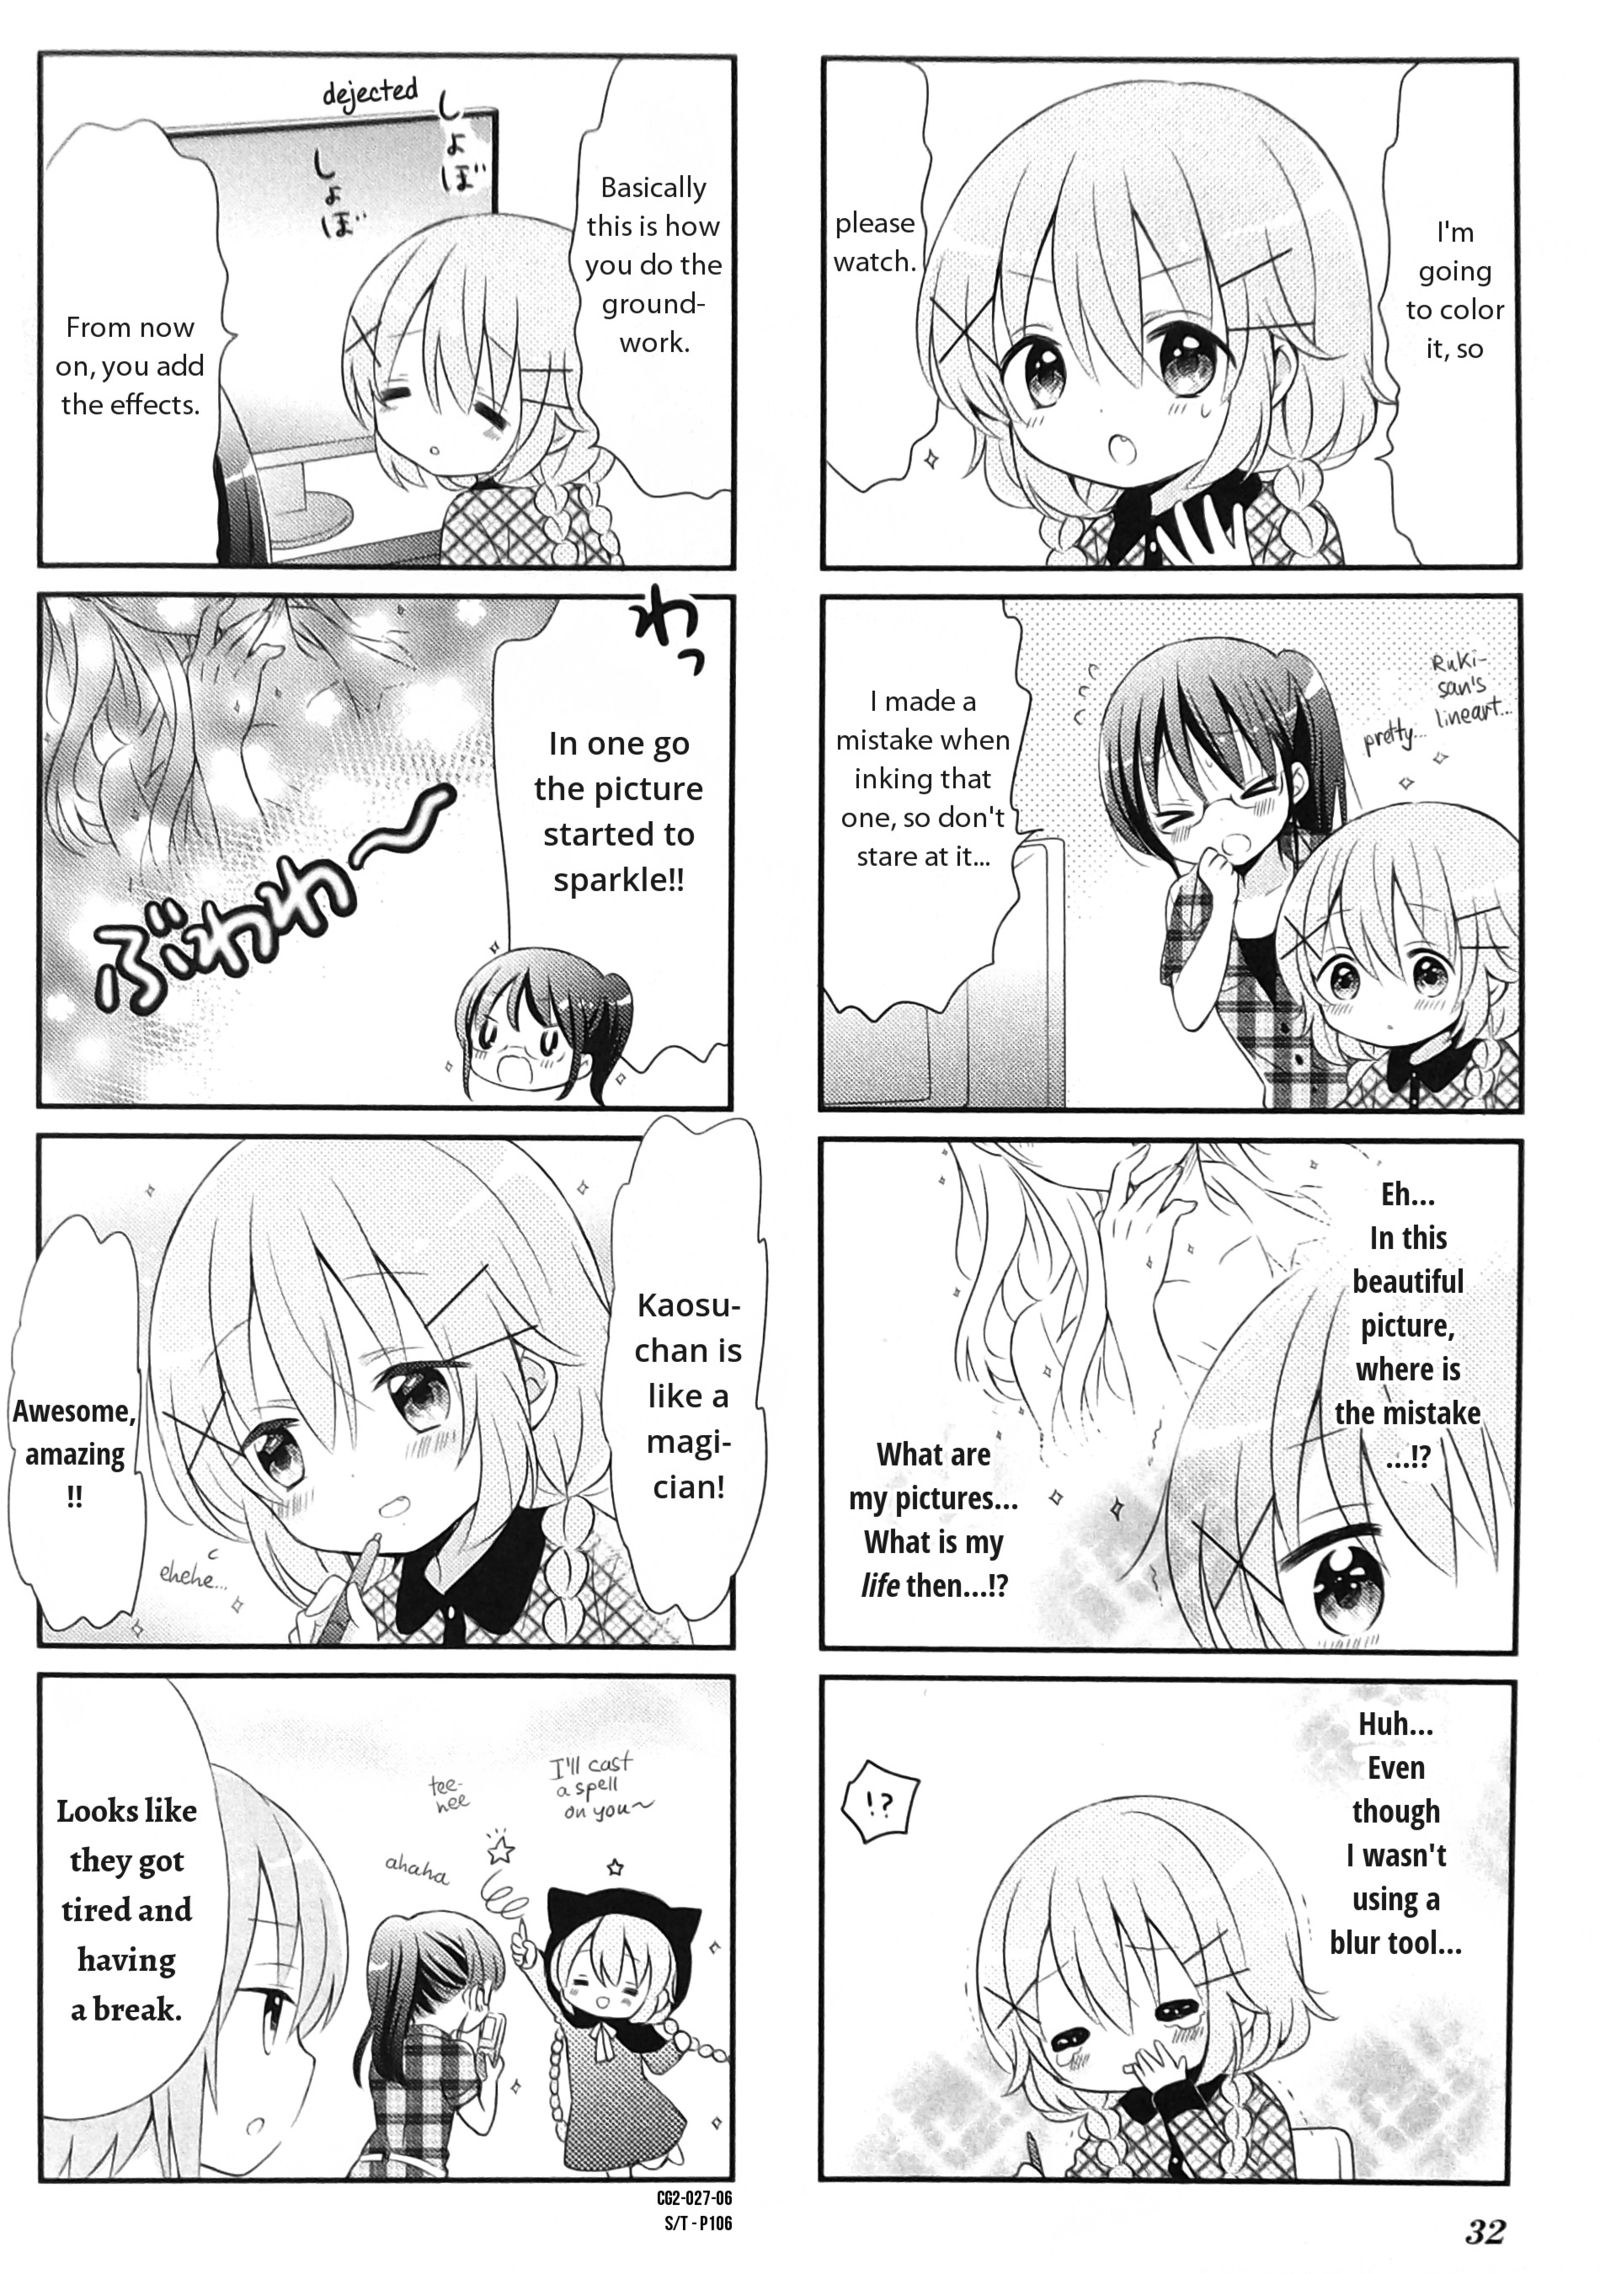 I'm
going
to color
it, so
please
watch.
Ruki-
san's
lineart...
pretty...
I made a
mistake when
inking that
one, so don't
stare at it...
Eh...
In this
beautiful
picture,
where is
the mistake
...!?
What are
my pictures...
What is my
life then...!?
Huh...
Even
though
I wasn't
using a
blur tool...
!?
Basically
this is how
you do the
ground-
work.
dejected
しょぼ
しょぼ
From now
on, you add
the effects.
わっ
In one go
the picture
started to
sparkle!!
ぶわわわ〜
Kaosu-
chan is
like a
magi-
cian!
Awesome,
amazing
!!
ehehe...
I'll cast
a spell
on you~
tee-
hee
ahaha
Looks like
they got
tired and
having
a break.
CG2-027-06
S/T - P106
32